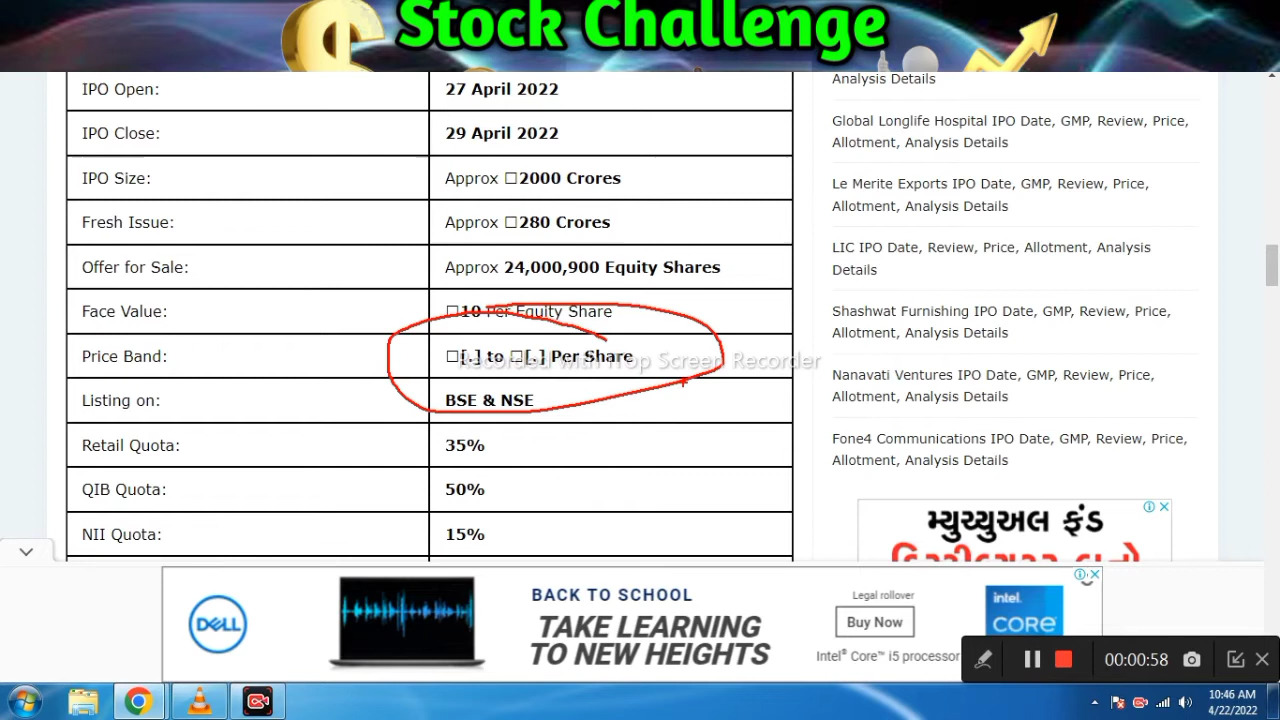 Stock Challenge
IPO Open: 27 April 2022
IPO Close: 29 April 2022
IPO Size: Approx □2000 Crores
Fresh Issue: Approx □280 Crores
Offer for Sale: Approx 24,000,900 Equity Shares
Face Value: □10 Per Equity Share
Price Band: □[.] to □[.] Per Share
Recorded with iTop Screen Recorder
Listing on: BSE & NSE
Retail Quota: 35%
QIB Quota: 50%
NII Quota: 15%
Analysis Details
Global Longlife Hospital IPO Date, GMP, Review, Price,
Allotment, Analysis Details
Le Merite Exports IPO Date, GMP, Review, Price,
Allotment, Analysis Details
LIC IPO Date, Review, Price, Allotment, Analysis
Details
Shashwat Furnishing IPO Date, GMP, Review, Price,
Allotment, Analysis Details
Nanavati Ventures IPO Date, GMP, Review, Price,
Allotment, Analysis Details
Fone4 Communications IPO Date, GMP, Review, Price,
Allotment, Analysis Details
મ્યુચ્યુઅલ ફંડ
DELL
BACK TO SCHOOL
TAKE LEARNING
TO NEW HEIGHTS
Legal rollover
Buy Now
Intel® Core™ i5 processor
intel.
CORE
00:00:58
10:46 AM
4/22/2022